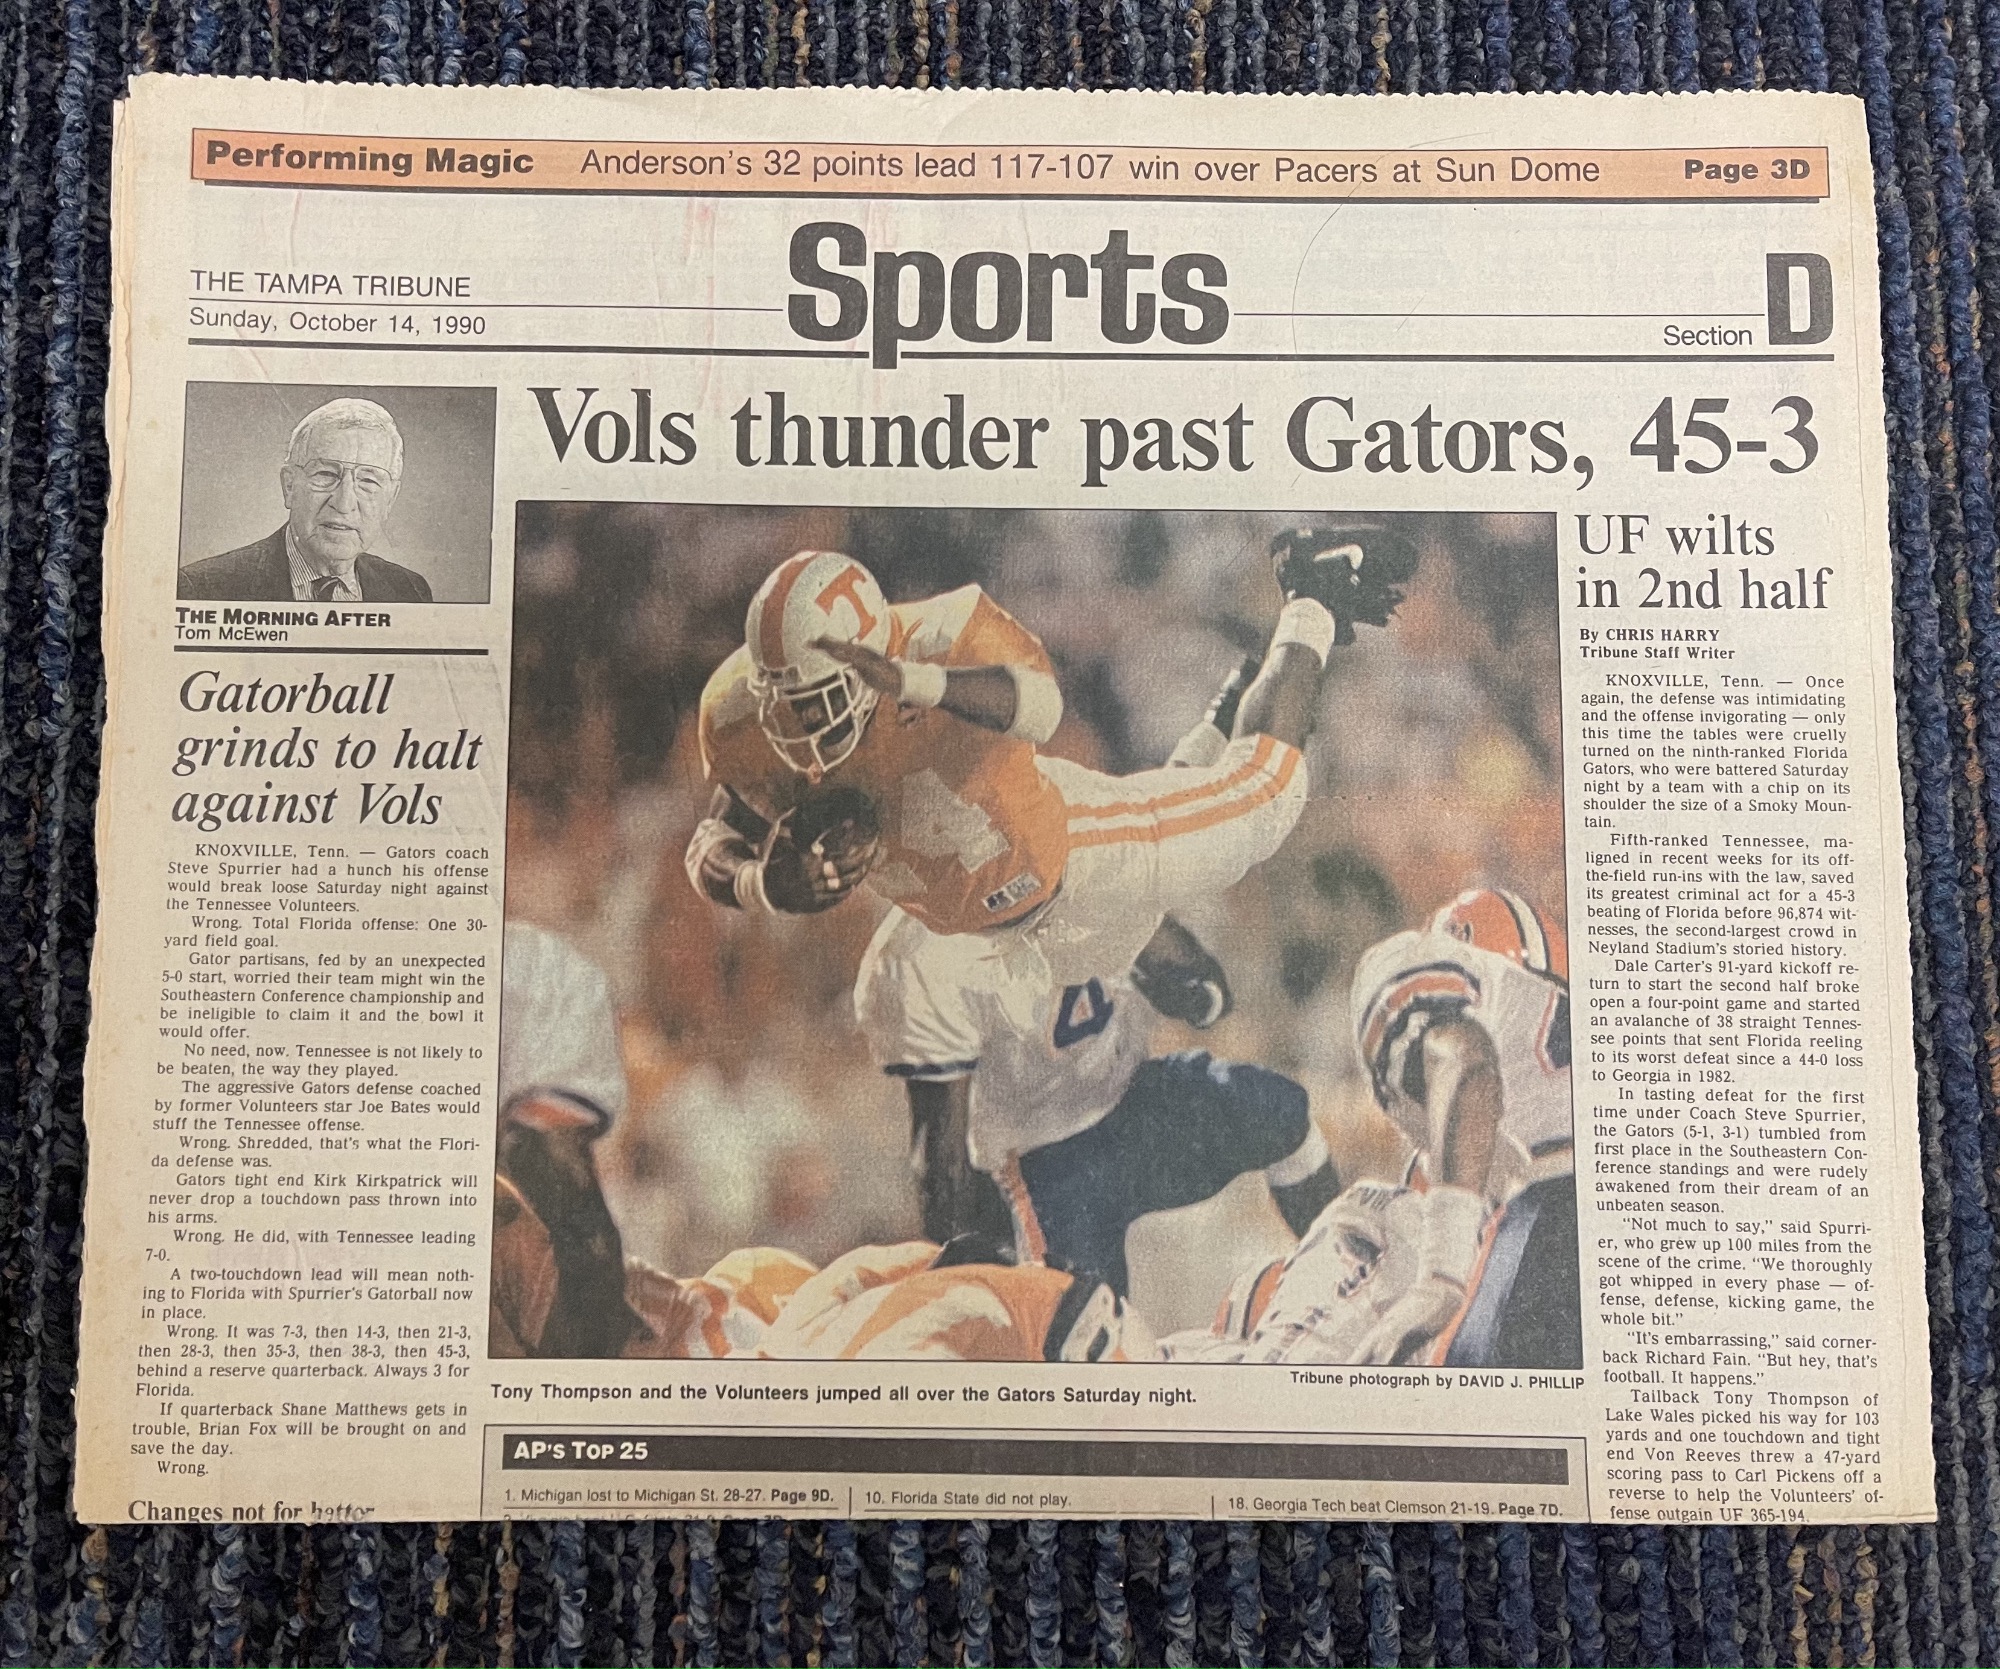 Performing Magic Anderson's 32 points lead 117-107 win over Pacers at Sun Dome Page 3D
THE TAMPA TRIBUNE
Sunday, October 14, 1990
Sports
Section D
Vols thunder past Gators, 45-3
THE MORNING AFTER
Tom McEwen
Gatorball
grinds to halt
against Vols
KNOXVILLE, Tenn. — Gators coach
Steve Spurrier had a hunch his offense
would break loose Saturday night against
the Tennessee Volunteers.
Wrong. Total Florida offense: One 30-
yard field goal.
Gator partisans, fed by an unexpected
5-0 start, worried their team might win the
Southeastern Conference championship and
be ineligible to claim it and the bowl it
would offer.
No need, now. Tennessee is not likely to
be beaten, the way they played.
The aggressive Gators defense coached
by former Volunteers star Joe Bates would
stuff the Tennessee offense.
Wrong. Shredded, that's what the Flori-
da defense was.
Gators tight end Kirk Kirkpatrick will
never drop a touchdown pass thrown into
his arms.
Wrong. He did, with Tennessee leading
7-0.
A two-touchdown lead will mean noth-
ing to Florida with Spurrier's Gatorball now
in place.
Wrong. It was 7-3, then 14-3, then 21-3,
then 28-3, then 35-3, then 38-3, then 45-3,
behind a reserve quarterback. Always 3 for
Florida.
If quarterback Shane Matthews gets in
trouble, Brian Fox will be brought on and
save the day.
Wrong.
Changes not for better
T
4
Tribune photograph by DAVID J. PHILLIP
Tony Thompson and the Volunteers jumped all over the Gators Saturday night.
AP'S TOP 25
1. Michigan lost to Michigan St. 28-27. Page 9D.
10. Florida State did not play.
18. Georgia Tech beat Clemson 21-19. Page 7D.
UF wilts
in 2nd half
By CHRIS HARRY
Tribune Staff Writer
KNOXVILLE, Tenn. — Once
again, the defense was intimidating
and the offense invigorating — only
this time the tables were cruelly
turned on the ninth-ranked Florida
Gators, who were battered Saturday
night by a team with a chip on its
shoulder the size of a Smoky Moun-
tain.
Fifth-ranked Tennessee, ma-
ligned in recent weeks for its off-
the-field run-ins with the law, saved
its greatest criminal act for a 45-3
beating of Florida before 96,874 wit-
nesses, the second-largest crowd in
Neyland Stadium's storied history.
Dale Carter's 91-yard kickoff re-
turn to start the second half broke
open a four-point game and started
an avalanche of 38 straight Tennes-
see points that sent Florida reeling
to its worst defeat since a 44-0 loss
to Georgia in 1982.
In tasting defeat for the first
time under Coach Steve Spurrier,
the Gators (5-1, 3-1) tumbled from
first place in the Southeastern Con-
ference standings and were rudely
awakened from their dream of an
unbeaten season.
"Not much to say," said Spurri-
er, who grew up 100 miles from the
scene of the crime. "We thoroughly
got whipped in every phase — of-
fense, defense, kicking game, the
whole bit."
"It's embarrassing," said corner-
back Richard Fain. "But hey, that's
football. It happens."
Tailback Tony Thompson of
Lake Wales picked his way for 103
yards and one touchdown and tight
end Von Reeves threw a 47-yard
scoring pass to Carl Pickens off a
reverse to help the Volunteers' of-
fense outgain UF 365-194.